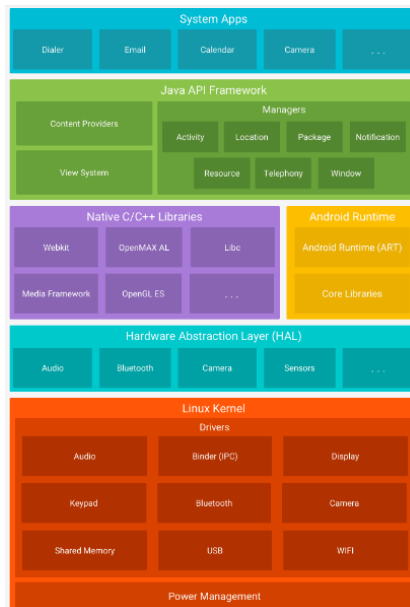 System Apps
Dialer Email Calendar Camera . . .
Java API Framework
Content Providers
View System
Managers
Activity Location Package Notification
Resource Telephony Window
Native C/C++ Libraries
Webkit OpenMAX AL Libc
Media Framework OpenGL ES . . .
Android Runtime
Android Runtime (ART)
Core Libraries
Hardware Abstraction Layer (HAL)
Audio Bluetooth Camera Sensors . . .
Linux Kernel
Drivers
Audio Binder (IPC) Display
Keypad Bluetooth Camera
Shared Memory USB WIFI
Power Management